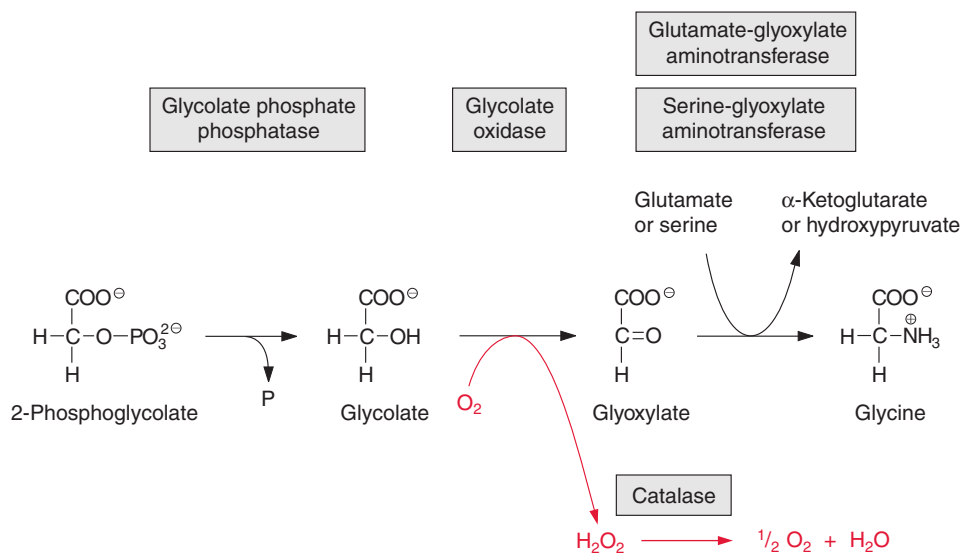 Glutamate-glyoxylate
aminotransferase
Glycolate phosphate
phosphatase
Glycolate
oxidase
Serine-glyoxylate
aminotransferase
Glutamate
or serine
α-Ketoglutarate
or hydroxypyruvate
COO⊖
H–C–O–PO₃²⊖
H
2-Phosphoglycolate
P
COO⊖
H–C–OH
H
Glycolate
O₂
COO⊖
C=O
H
Glyoxylate
COO⊖
H–C–N⊕H₃
H
Glycine
Catalase
H₂O₂
½ O₂ + H₂O